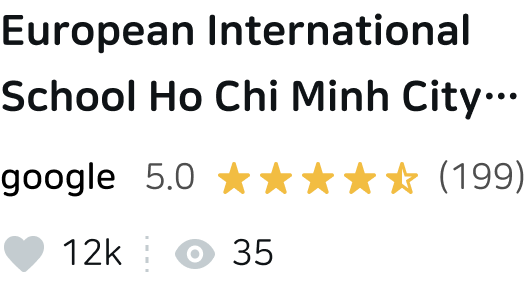 European International
School Ho Chi Minh City…
google 5.0 (199)
12k 35